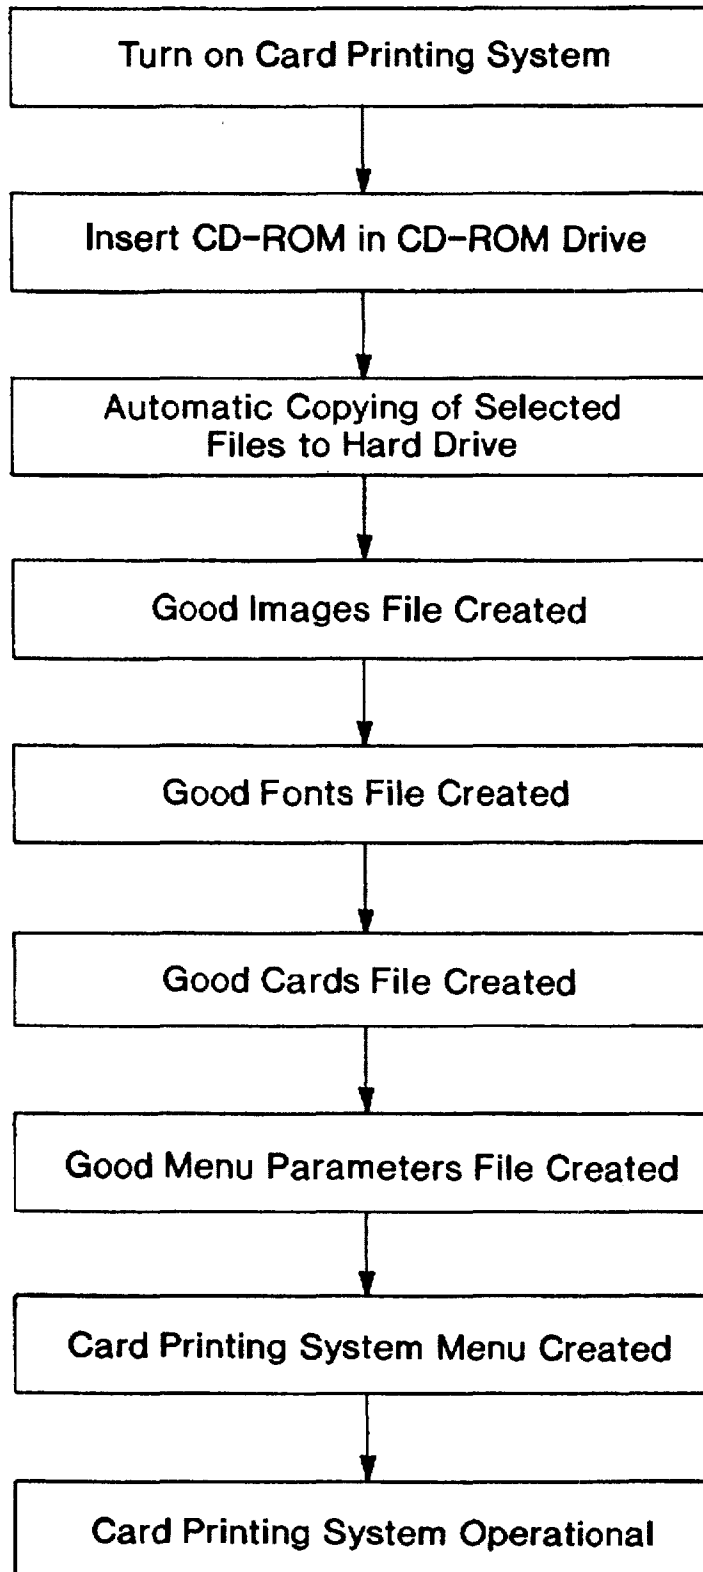 Turn on Card Printing System
Insert CD-ROM in CD-ROM Drive
Automatic Copying of Selected
Files to Hard Drive
Good Images File Created
Good Fonts File Created
Good Cards File Created
Good Menu Parameters File Created
Card Printing System Menu Created
Card Printing System Operational